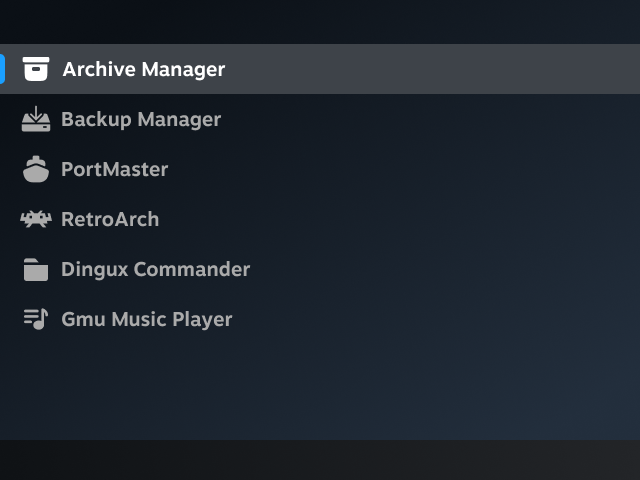 Archive Manager
Backup Manager
PortMaster
RetroArch
Dingux Commander
Gmu Music Player